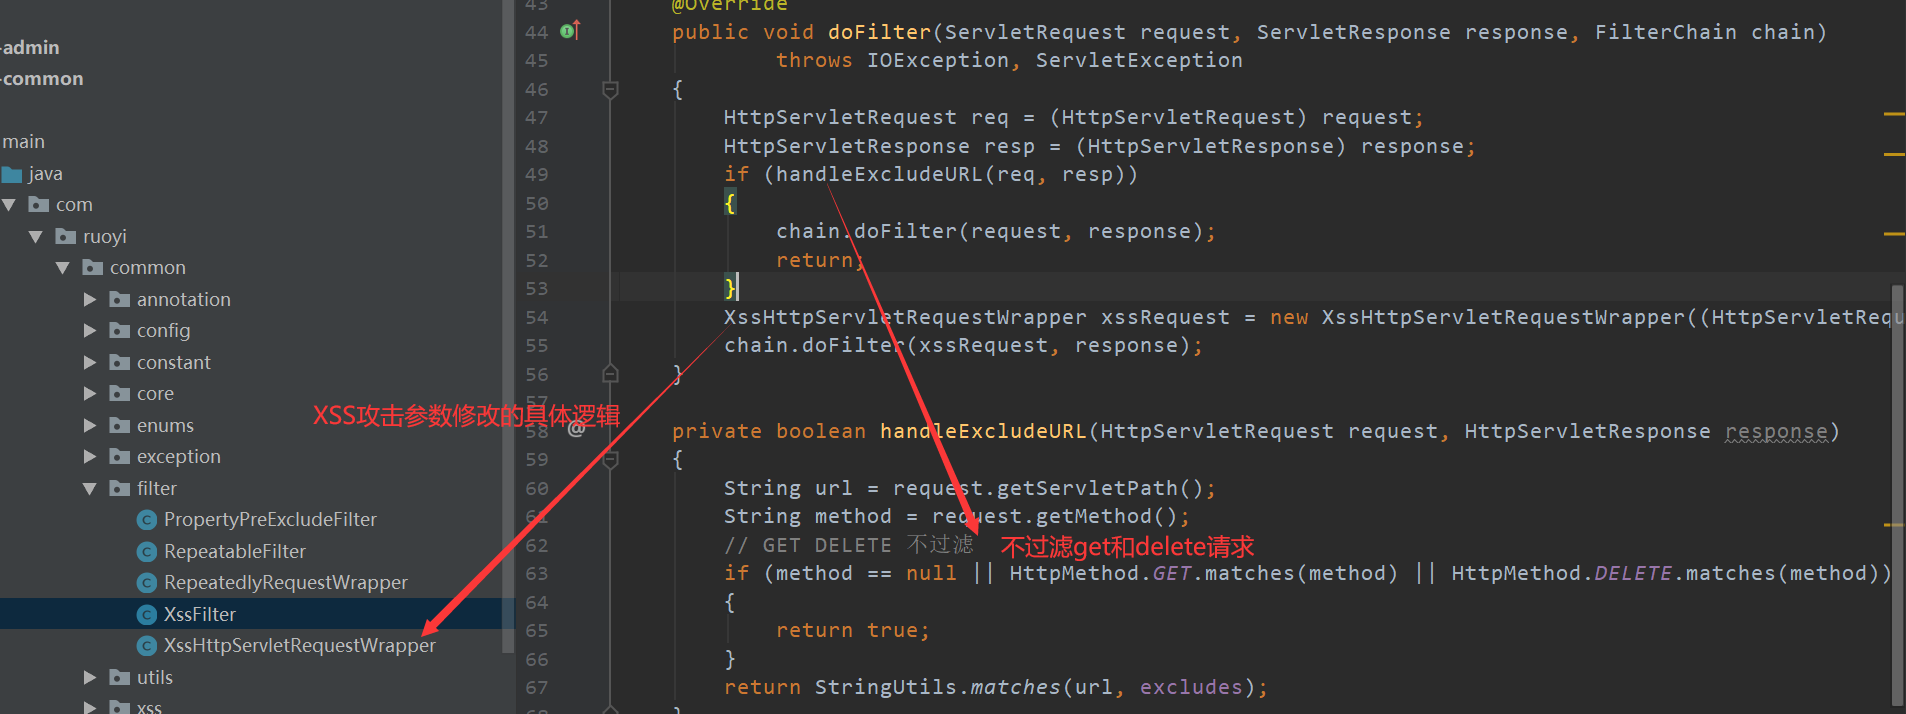 -admin
-common
main
java
com
ruoyi
common
annotation
config
constant
core
enums
exception
filter
PropertyPreExcludeFilter
RepeatableFilter
RepeatedlyRequestWrapper
XssFilter
XssHttpServletRequestWrapper
utils
xss
43 @Override
44 public void doFilter(ServletRequest request, ServletResponse response, FilterChain chain)
45 throws IOException, ServletException
46 {
47 HttpServletRequest req = (HttpServletRequest) request;
48 HttpServletResponse resp = (HttpServletResponse) response;
49 if (handleExcludeURL(req, resp))
50 {
51 chain.doFilter(request, response);
52 return;
53 }
54 XssHttpServletRequestWrapper xssRequest = new XssHttpServletRequestWrapper((HttpServletRequ
55 chain.doFilter(xssRequest, response);
56 }
57
XSS攻击参数修改的具体逻辑
58 @ private boolean handleExcludeURL(HttpServletRequest request, HttpServletResponse response)
59 {
60 String url = request.getServletPath();
61 String method = request.getMethod();
62 // GET DELETE 不过滤 不过滤get和delete请求
63 if (method == null || HttpMethod.GET.matches(method) || HttpMethod.DELETE.matches(method))
64 {
65 return true;
66 }
67 return StringUtils.matches(url, excludes);
68 }